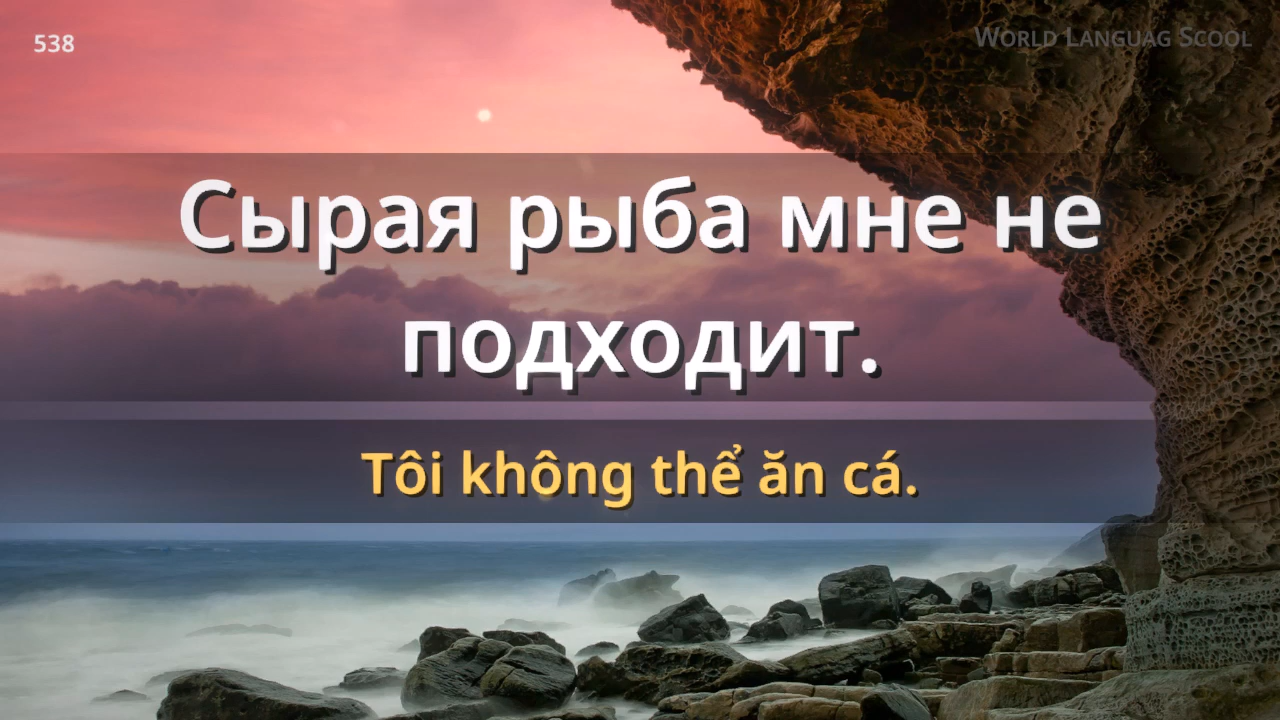 538
WORLD LANGUAG SCOOL
Сырая рыба мне не
подходит.
Tôi không thể ăn cá.